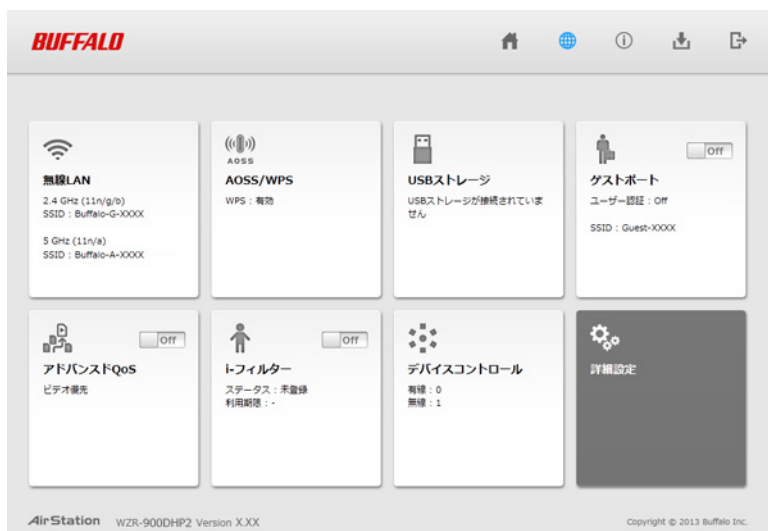 BUFFALO
無線LAN
2.4 GHz (11n/g/b)
SSID : Buffalo-G-XXXX
5 GHz (11n/a)
SSID : Buffalo-A-XXXX
AOSS
AOSS/WPS
WPS : 有効
USBストレージ
USBストレージが接続されていま
せん
Off
ゲストポート
ユーザー認証 : Off
SSID : Guest-XXXX
Off
アドバンスドQoS
ビデオ優先
Off
i-フィルター
ステータス : 未登録
利用期限 : -
デバイスコントロール
有線 : 0
無線 : 1
詳細設定
AirStation WZR-900DHP2 Version X.XX
Copyright © 2013 Buffalo Inc.